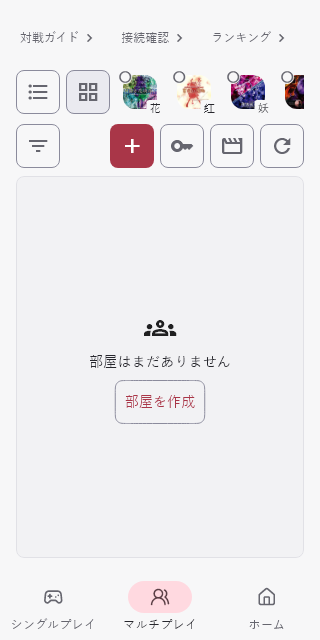 対戦ガイド
接続確認
ランキング
花
紅
妖
部屋はまだありません
部屋を作成
シングルプレイ
マルチプレイ
ホーム